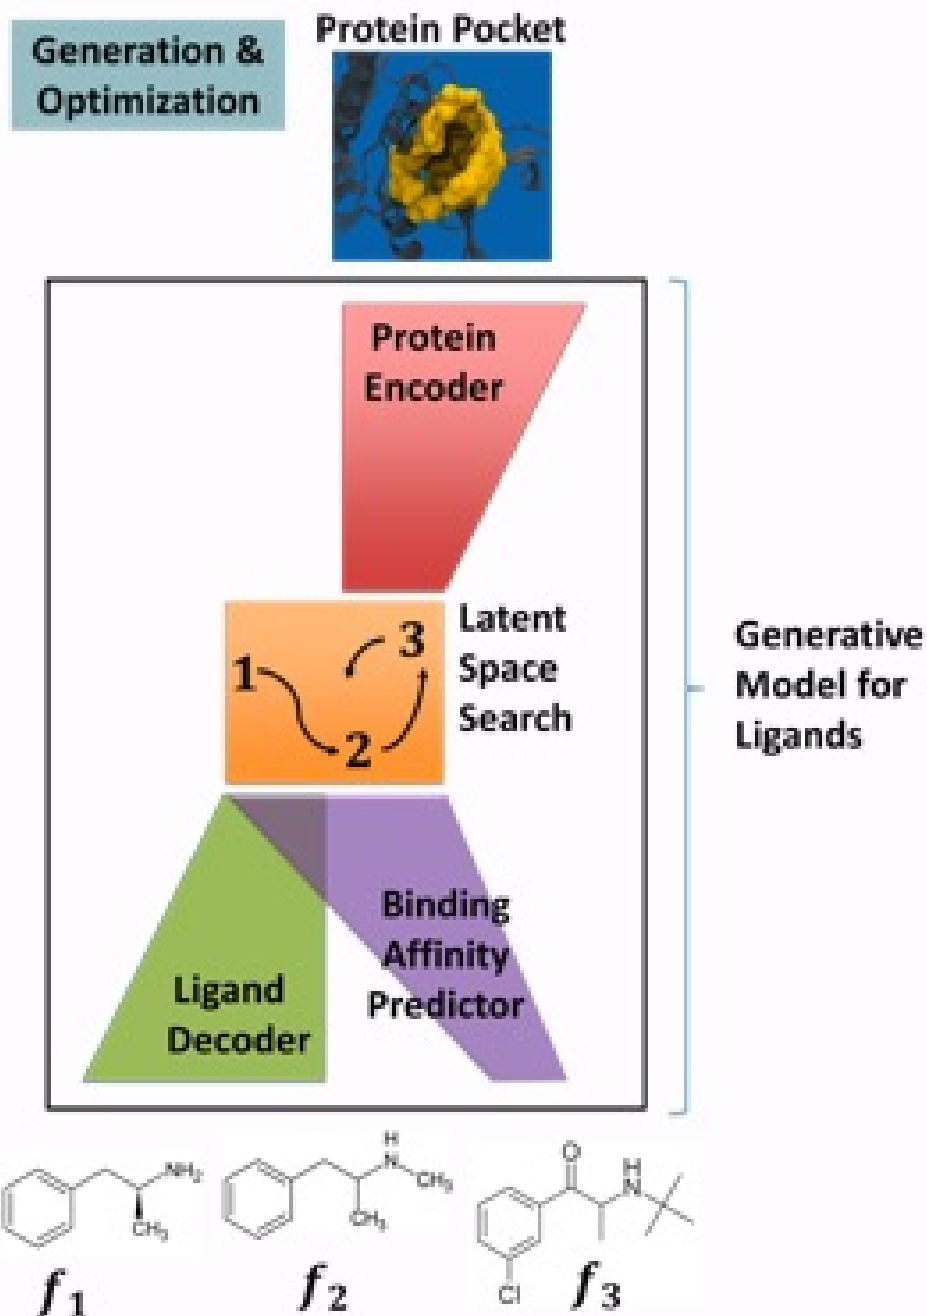 Generation &
Optimization
Protein Pocket
Protein
Encoder
Latent
Space
Search
1
2
3
Generative
Model for
Ligands
Binding
Affinity
Predictor
Ligand
Decoder
NH₂
CH₃
H
N
CH₃
CH₃
O
H
N
Cl
f₁
f₂
f₃